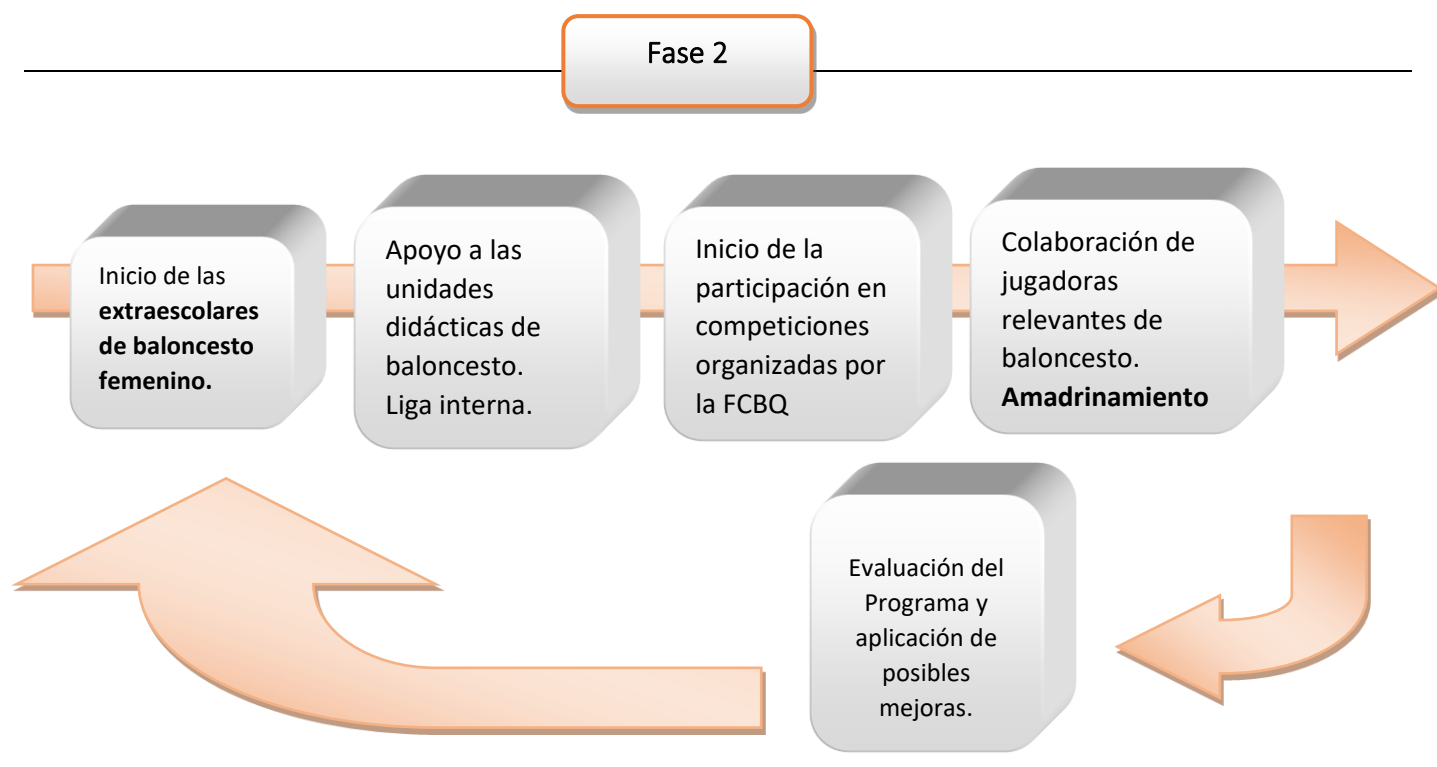 Fase 2
Inicio de las
extraescolares
de baloncesto
femenino.
Apoyo a las
unidades
didácticas de
baloncesto.
Liga interna.
Inicio de la
participación en
competiciones
organizadas por
la FCBQ
Colaboración de
jugadoras
relevantes de
baloncesto.
Amadrinamiento
Evaluación del
Programa y
aplicación de
posibles
mejoras.